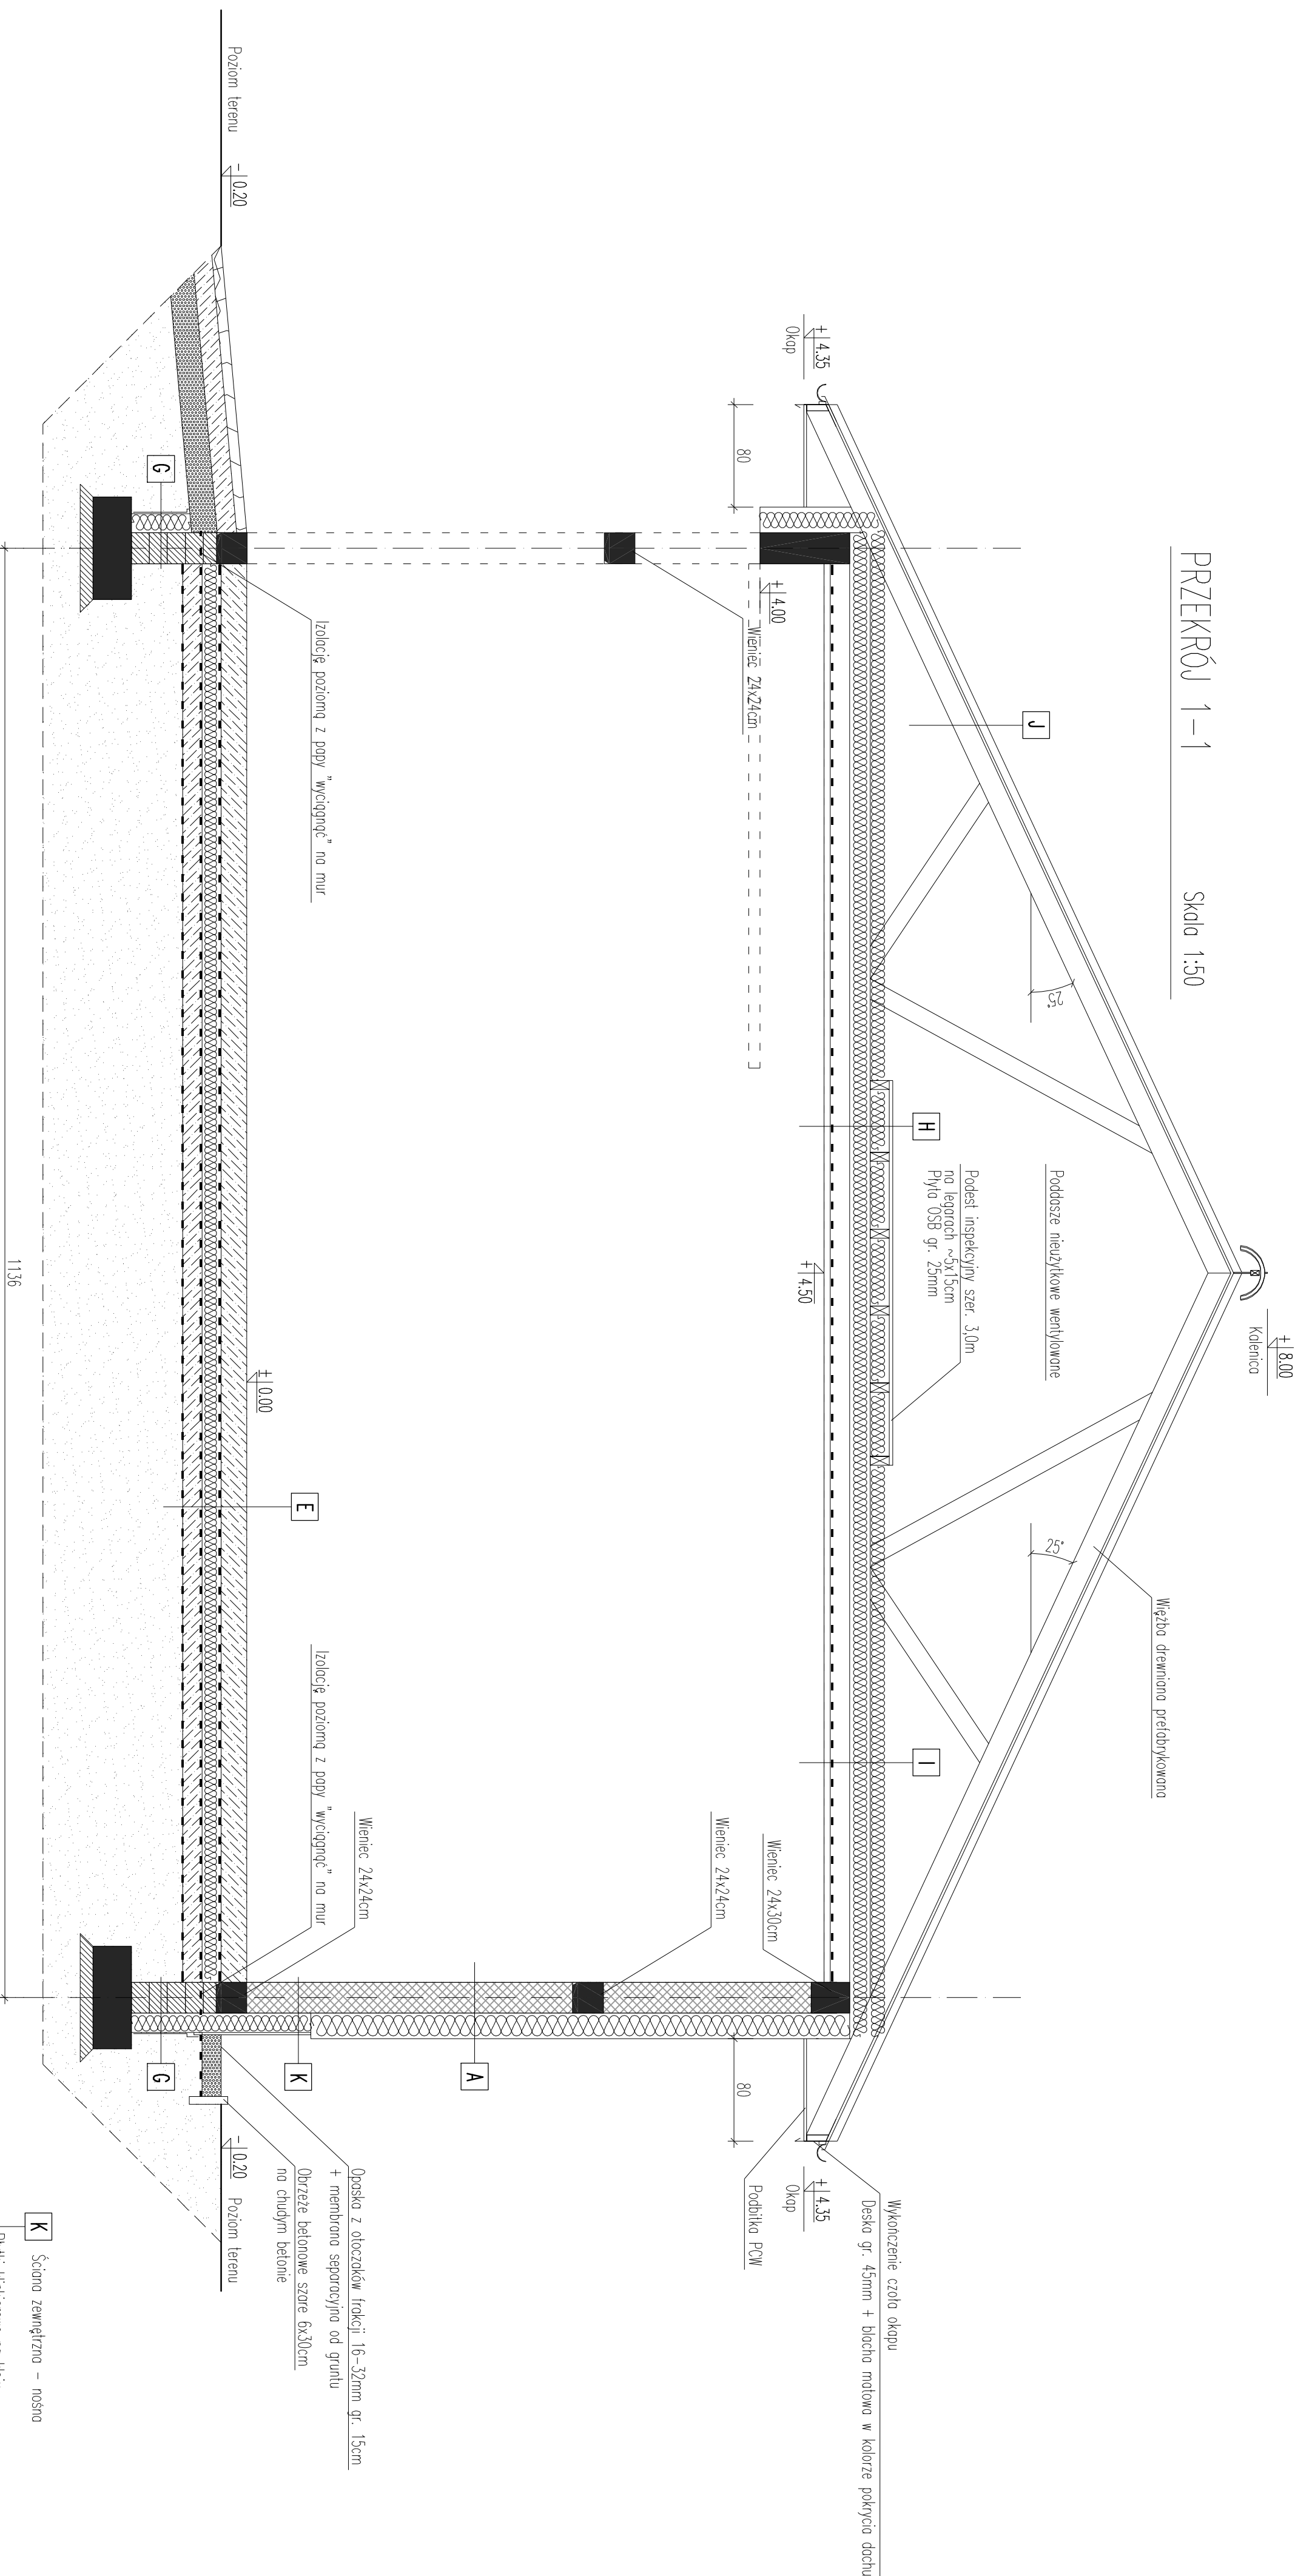 PRZEKRÓJ 1-1
Skala 1:50
+ 8.00
Kalenica
Więźba drewniana prefabrykowana
25°
25°
J
Poddasze nieużytkowe wentylowane
Podest inspekcyjny szer. 3,0m
na legarach ~5x15cm
Płyta OSB gr. 25mm
H
I
+ 4.35
Okap
+ 4.50
+ 4.35
Okap
Wykończenie czoła okapu
Deska gr. 45mm + blacha matowa w kolorze pokrycia dachu
+ 4.00
80
Wieniec 24x24cm
Wieniec 24x30cm
Wieniec 24x24cm
80
Podbitka PCW
A
Wieniec 24x24cm
Izolację poziomą z papy "wyciągnąć" na mur
E
Izolację poziomą z papy "wyciągnąć" na mur
K
Opaska z otoczaków frakcji 16-32mm gr. 15cm
+ membrana separacyjna od gruntu
Obrzeże betonowe szare 6x30cm
na chudym betonie
Poziom terenu
- 0.20
± 0.00
- 0.20
Poziom terenu
G
G
1136
K
Ściana zewnętrzna - nośna